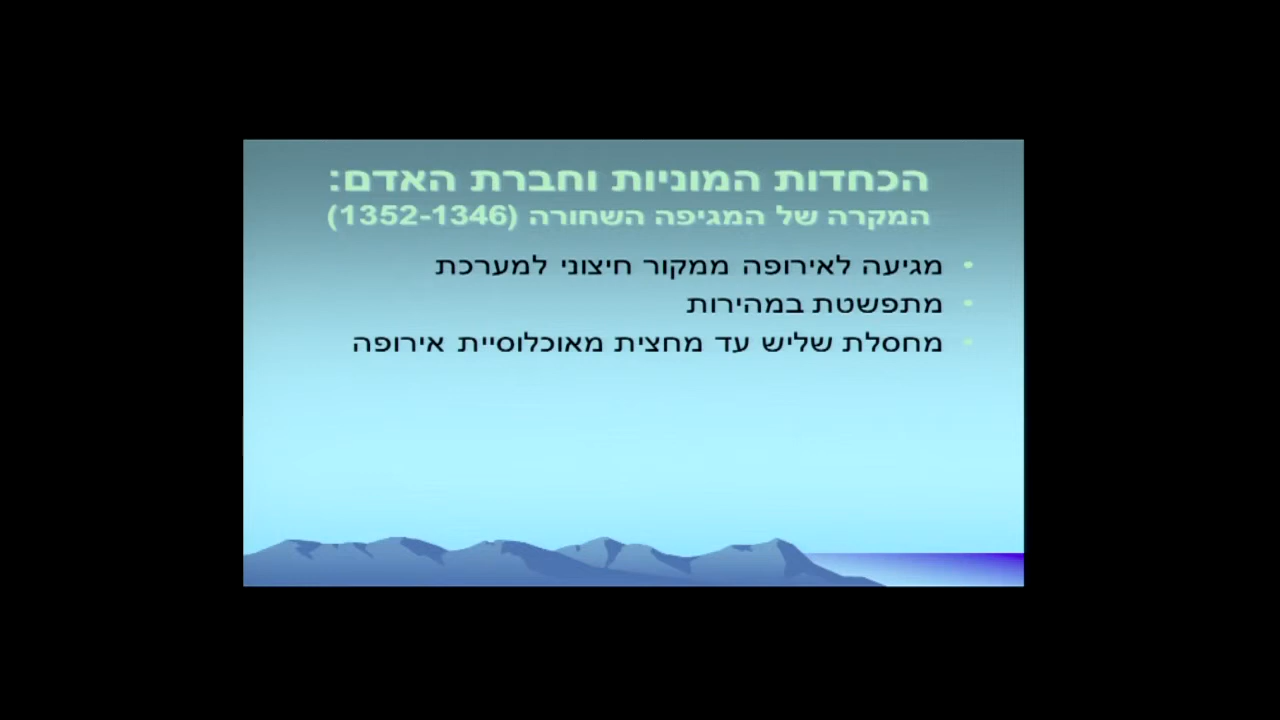 הכחדות המוניות וחברת האדם:
המקרה של המגיפה השחורה (1352-1346)
• מגיעה לאירופה ממקור חיצוני למערכת
• מתפשטת במהירות
• מחסלת שליש עד מחצית מאוכלוסיית אירופה